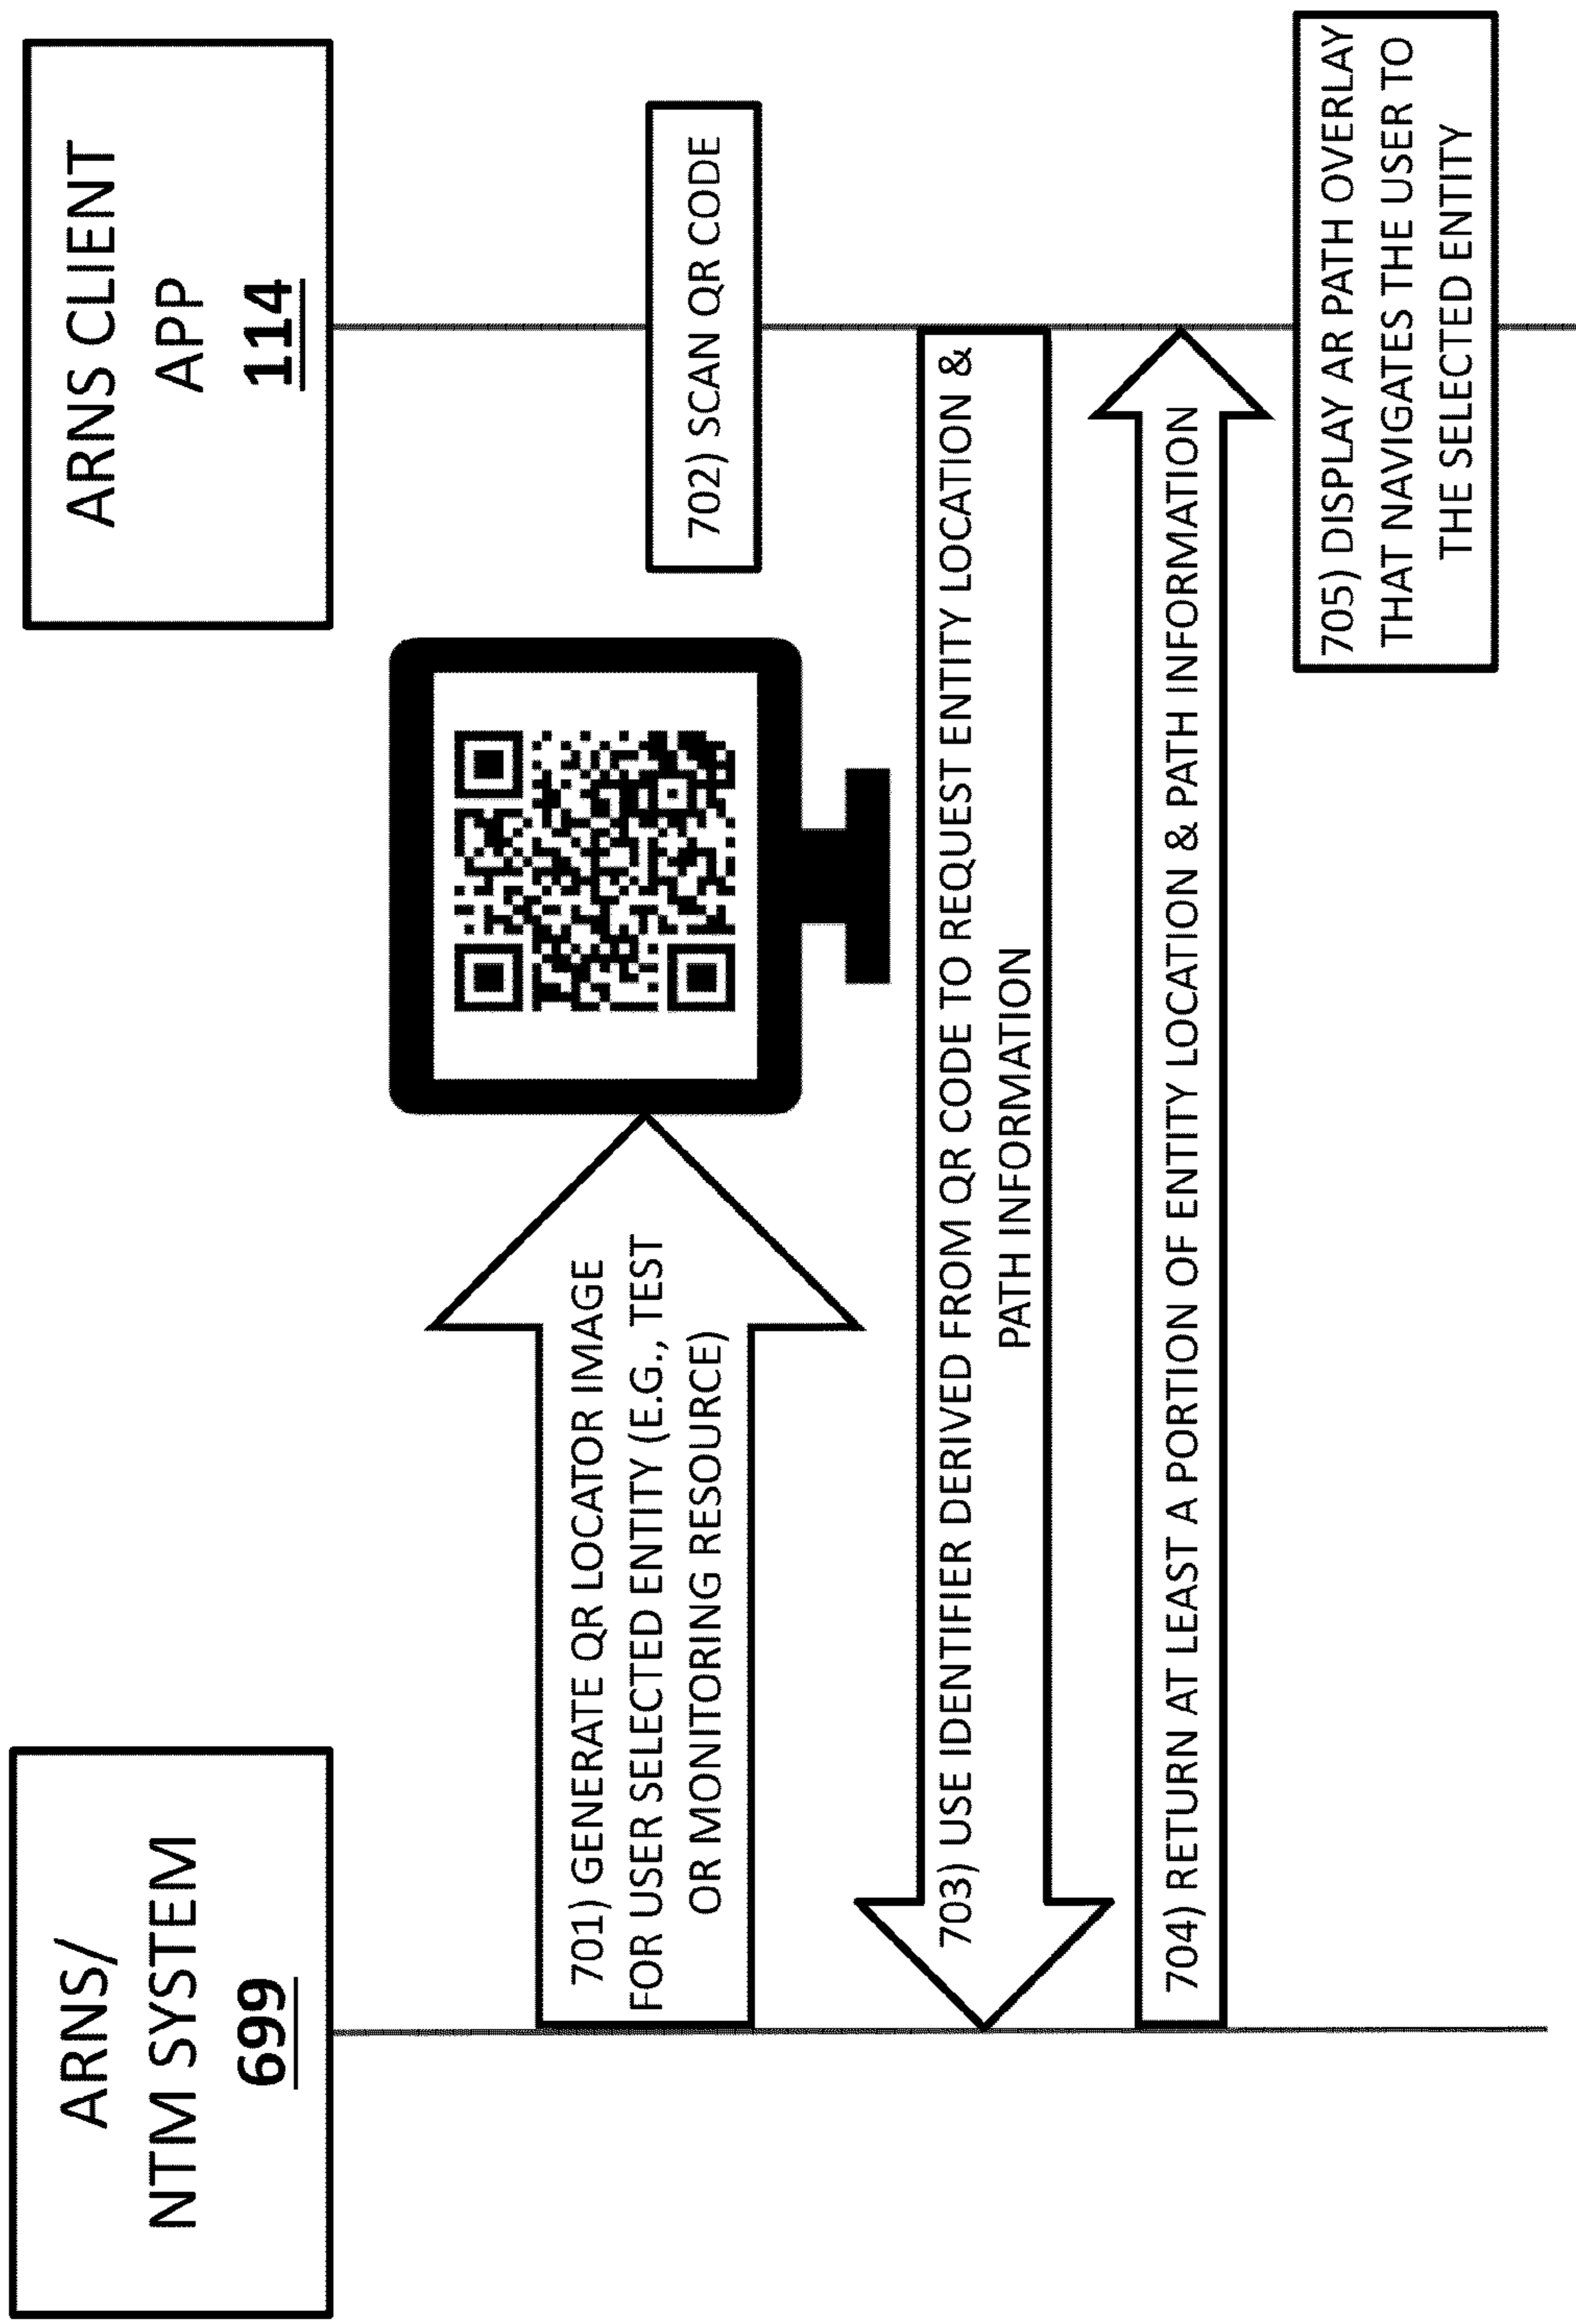 ARNS/
NTM SYSTEM
699
ARNS CLIENT
APP
114
701) GENERATE QR LOCATOR IMAGE
FOR USER SELECTED ENTITY (E.G., TEST
OR MONITORING RESOURCE)
702) SCAN QR CODE
703) USE IDENTIFIER DERIVED FROM QR CODE TO REQUEST ENTITY LOCATION &
PATH INFORMATION
704) RETURN AT LEAST A PORTION OF ENTITY LOCATION & PATH INFORMATION
705) DISPLAY AR PATH OVERLAY
THAT NAVIGATES THE USER TO
THE SELECTED ENTITY